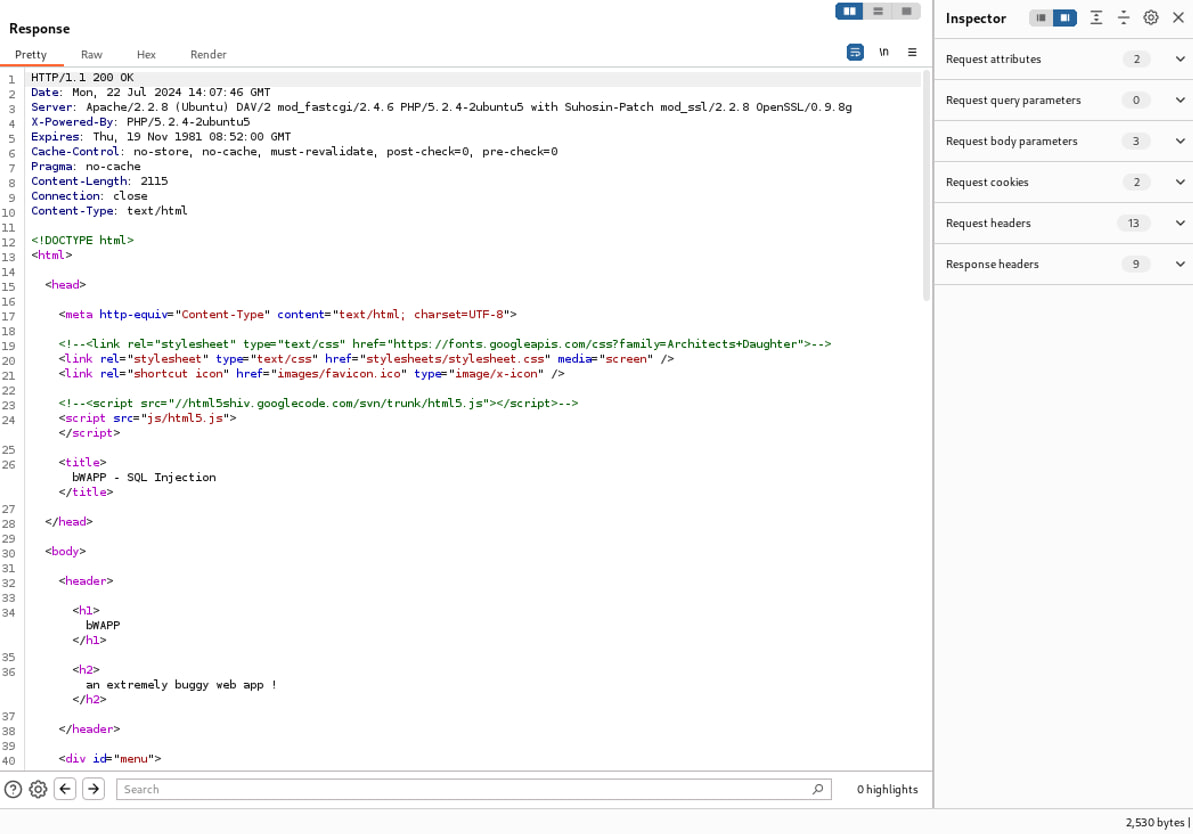 Response
Pretty Raw Hex Render \n
1 HTTP/1.1 200 OK
2 Date: Mon, 22 Jul 2024 14:07:46 GMT
3 Server: Apache/2.2.8 (Ubuntu) DAV/2 mod_fastcgi/2.4.6 PHP/5.2.4-2ubuntu5 with Suhosin-Patch mod_ssl/2.2.8 OpenSSL/0.9.8g
4 X-Powered-By: PHP/5.2.4-2ubuntu5
5 Expires: Thu, 19 Nov 1981 08:52:00 GMT
6 Cache-Control: no-store, no-cache, must-revalidate, post-check=0, pre-check=0
7 Pragma: no-cache
8 Content-Length: 2115
9 Connection: close
10 Content-Type: text/html
11
12 <!DOCTYPE html>
13 <html>
14
15 <head>
16
17 <meta http-equiv="Content-Type" content="text/html; charset=UTF-8">
18
19 <!--<link rel="stylesheet" type="text/css" href="https://fonts.googleapis.com/css?family=Architects+Daughter">-->
20 <link rel="stylesheet" type="text/css" href="stylesheets/stylesheet.css" media="screen" />
21 <link rel="shortcut icon" href="images/favicon.ico" type="image/x-icon" />
22
23 <!--<script src="//html5shiv.googlecode.com/svn/trunk/html5.js"></script>-->
24 <script src="js/html5.js">
</script>
25
26 <title>
bWAPP - SQL Injection
</title>
27
28 </head>
29
30 <body>
31
32 <header>
33
34 <h1>
bWAPP
</h1>
35
36 <h2>
an extremely buggy web app !
</h2>
37
38 </header>
39
40 <div id="menu">
Search
0 highlights
Inspector
Request attributes 2
Request query parameters 0
Request body parameters 3
Request cookies 2
Request headers 13
Response headers 9
2,530 bytes |